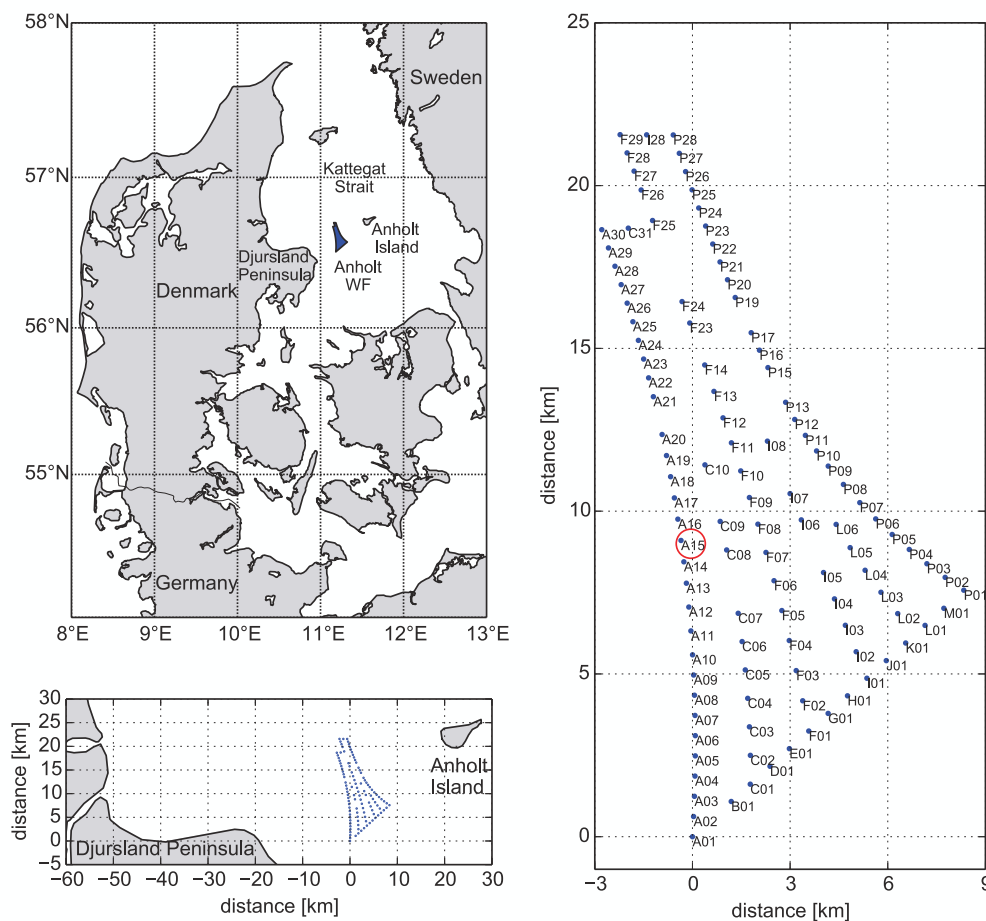 58°N
57°N
56°N
55°N
8°E
9°E
10°E
11°E
12°E
13°E
Sweden
Kattegat
Strait
Anholt
Island
Djursland
Peninsula
Anholt
WF
Denmark
Germany
distance [km]
30
25
20
15
10
5
0
−5
−60
−50
−40
−30
−20
−10
0
10
20
30
Anholt
Island
Djursland Peninsula
distance [km]
distance [km]
25
20
15
10
5
0
−3
0
3
6
9
distance [km]
F29 I28 P28
F28 P27
F27 P26
F26 P25
P24
F25 P23
A30 C31
P22
A29
P21
A28
P20
A27
P19
A26 F24
A25 F23
P17
A24
P16
A23 F14 P15
A22
A21 F13
P13
F12 P12
A20 F11 I08 P11
P10
A19 C10 F10 P09
A18
P08
A17 F09 I07
P07
A16 C09 F08 I06 L06 P06
P05
A15
C08 F07 L05 P04
A14
P03
I05 L04
P02
A13 F06
P01
L03
I04
A12 C07 F05 L02 M01
I03 L01
A11 C06 F04
K01
A10 I02
J01
A09 C05 F03
I01
A08 C04 F02 H01
A07 G01
C03 F01
A06
E01
A05 C02 D01
A04 C01
A03 B01
A02
A01